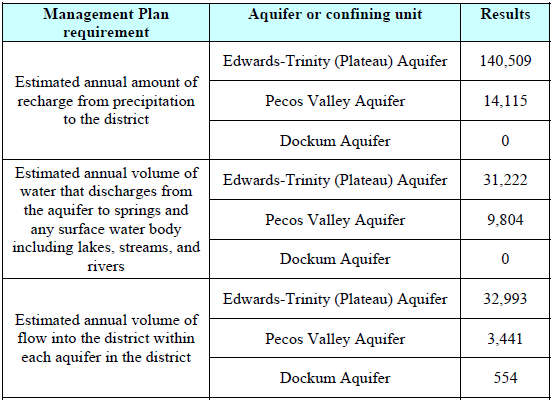 Management Plan
requirement
Aquifer or confining unit
Results
Estimated annual amount of
recharge from precipitation
to the district
Edwards-Trinity (Plateau) Aquifer
140,509
Pecos Valley Aquifer
14,115
Dockum Aquifer
0
Estimated annual volume of
water that discharges from
the aquifer to springs and
any surface water body
including lakes, streams, and
rivers
Edwards-Trinity (Plateau) Aquifer
31,222
Pecos Valley Aquifer
9,804
Dockum Aquifer
0
Estimated annual volume of
flow into the district within
each aquifer in the district
Edwards-Trinity (Plateau) Aquifer
32,993
Pecos Valley Aquifer
3,441
Dockum Aquifer
554